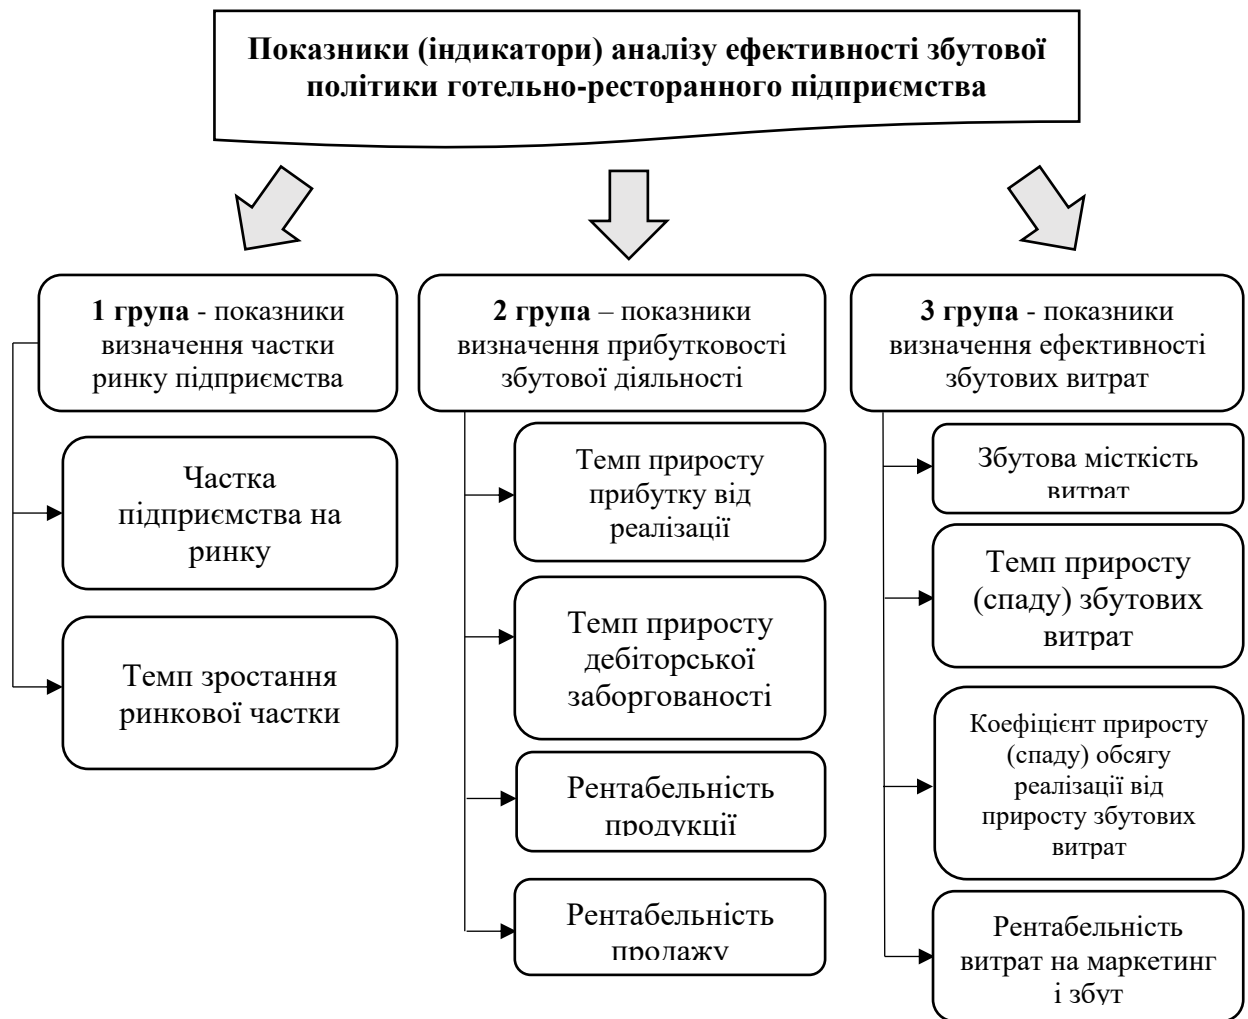 Показники (індикатори) аналізу ефективності збутової
політики готельно-ресторанного підприємства
1 група - показники
визначення частки
ринку підприємства
Частка
підприємства на
ринку
Темп зростання
ринкової частки
2 група – показники
визначення прибутковості
збутової діяльності
Темп приросту
прибутку від
реалізації
Темп приросту
дебіторської
заборгованості
Рентабельність
продукції
Рентабельність
продажу
3 група - показники
визначення ефективності
збутових витрат
Збутова місткість
витрат
Темп приросту
(спаду) збутових
витрат
Коефіцієнт приросту
(спаду) обсягу
реалізації від
приросту збутових
витрат
Рентабельність
витрат на маркетинг
і збут